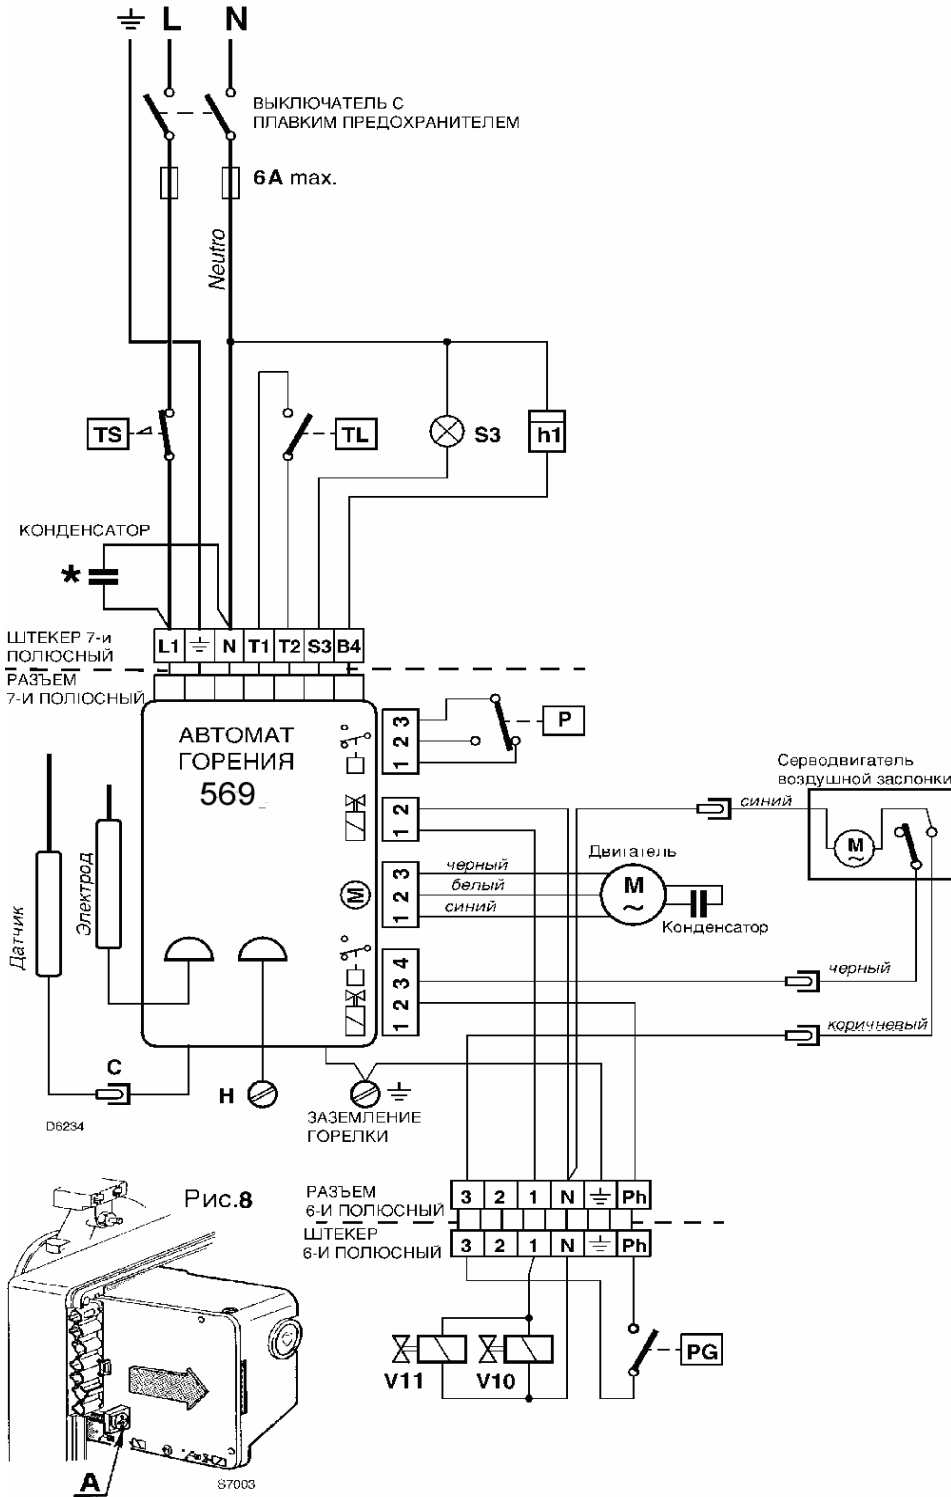 L N
ВЫКЛЮЧАТЕЛЬ С
ПЛАВКИМ ПРЕДОХРАНИТЕЛЕМ
6A max.
Neutro
TS
TL
S3
h1
КОНДЕНСАТОР
*
ШТЕКЕР 7-и
ПОЛЮСНЫЙ
L1 N T1 T2 S3 B4
РАЗЪЕМ
7-И ПОЛЮСНЫЙ
АВТОМАТ
ГОРЕНИЯ
569
1 2 3
P
Серводвигатель
воздушной заслонки
синий
M
~
1 2
Двигатель
черный
белый
синий
1 2 3
M
M
~
Конденсатор
Датчик
Электрод
1 2 3 4
черный
коричневый
C
H
ЗАЗЕМЛЕНИЕ
ГОРЕЛКИ
D6234
Рис.8
РАЗЪЕМ
6-И ПОЛЮСНЫЙ
3 2 1 N Ph
ШТЕКЕР
6-И ПОЛЮСНЫЙ
3 2 1 N Ph
V11
V10
PG
A
S7003